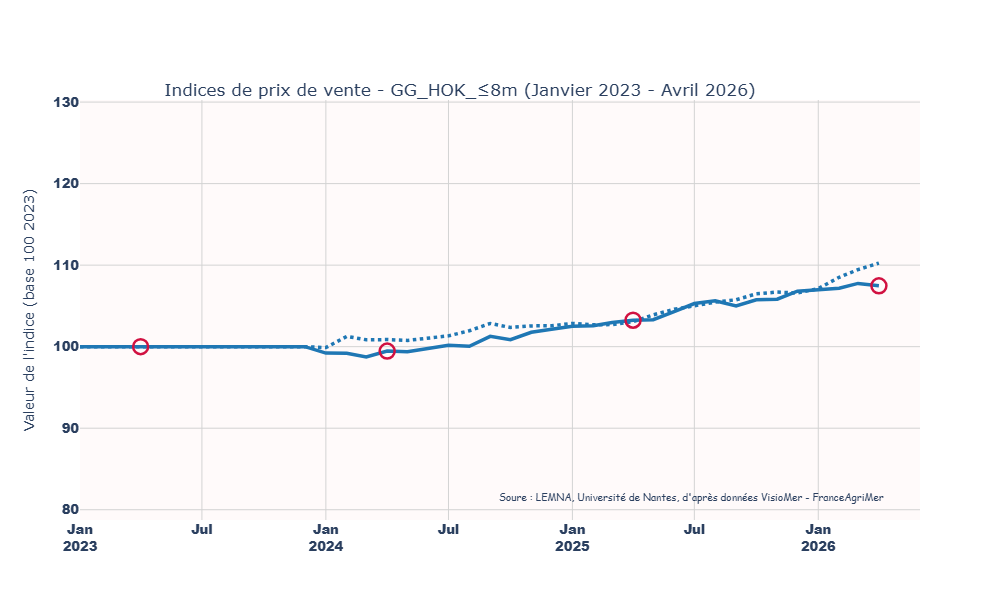 Indices de prix de vente - GG_HOK_≤8m (Janvier 2023 - Avril 2026)
Valeur de l'indice (base 100 2023)
130
120
110
100
90
80
Soure : LEMNA, Université de Nantes, d'après données VisioMer - FranceAgriMer
Jan Jul Jan Jul Jan Jul Jan
2023 2024 2025 2026